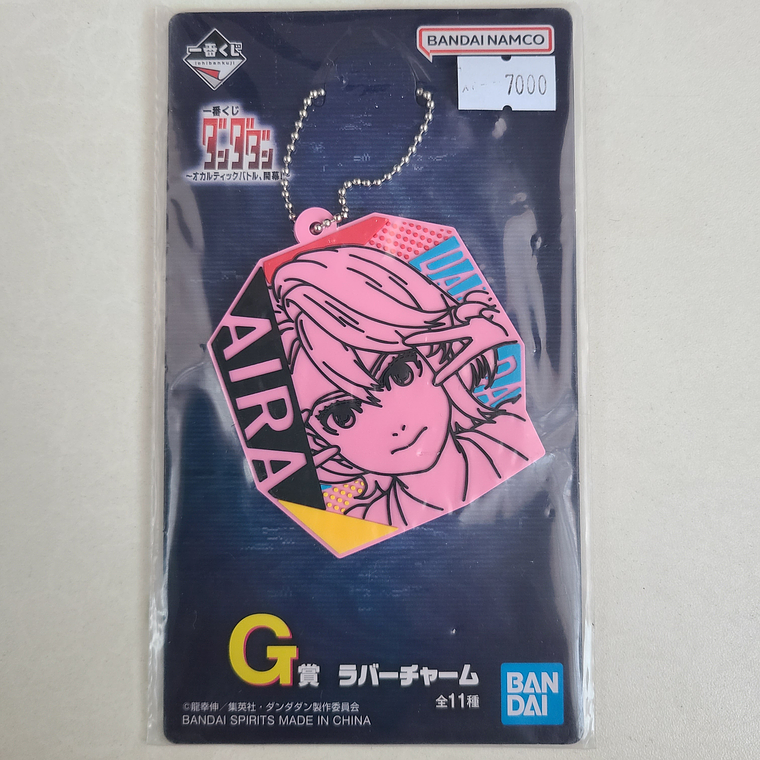 一番くじ
ichibankuji
BANDAI NAMCO
7000
一番くじ
ダンダダン
〜オカルティックバトル、開幕!〜
AIRA
G賞 ラバーチャーム
全11種
BAN
DAI
©龍幸伸/集英社・ダンダダン製作委員会
BANDAI SPIRITS MADE IN CHINA